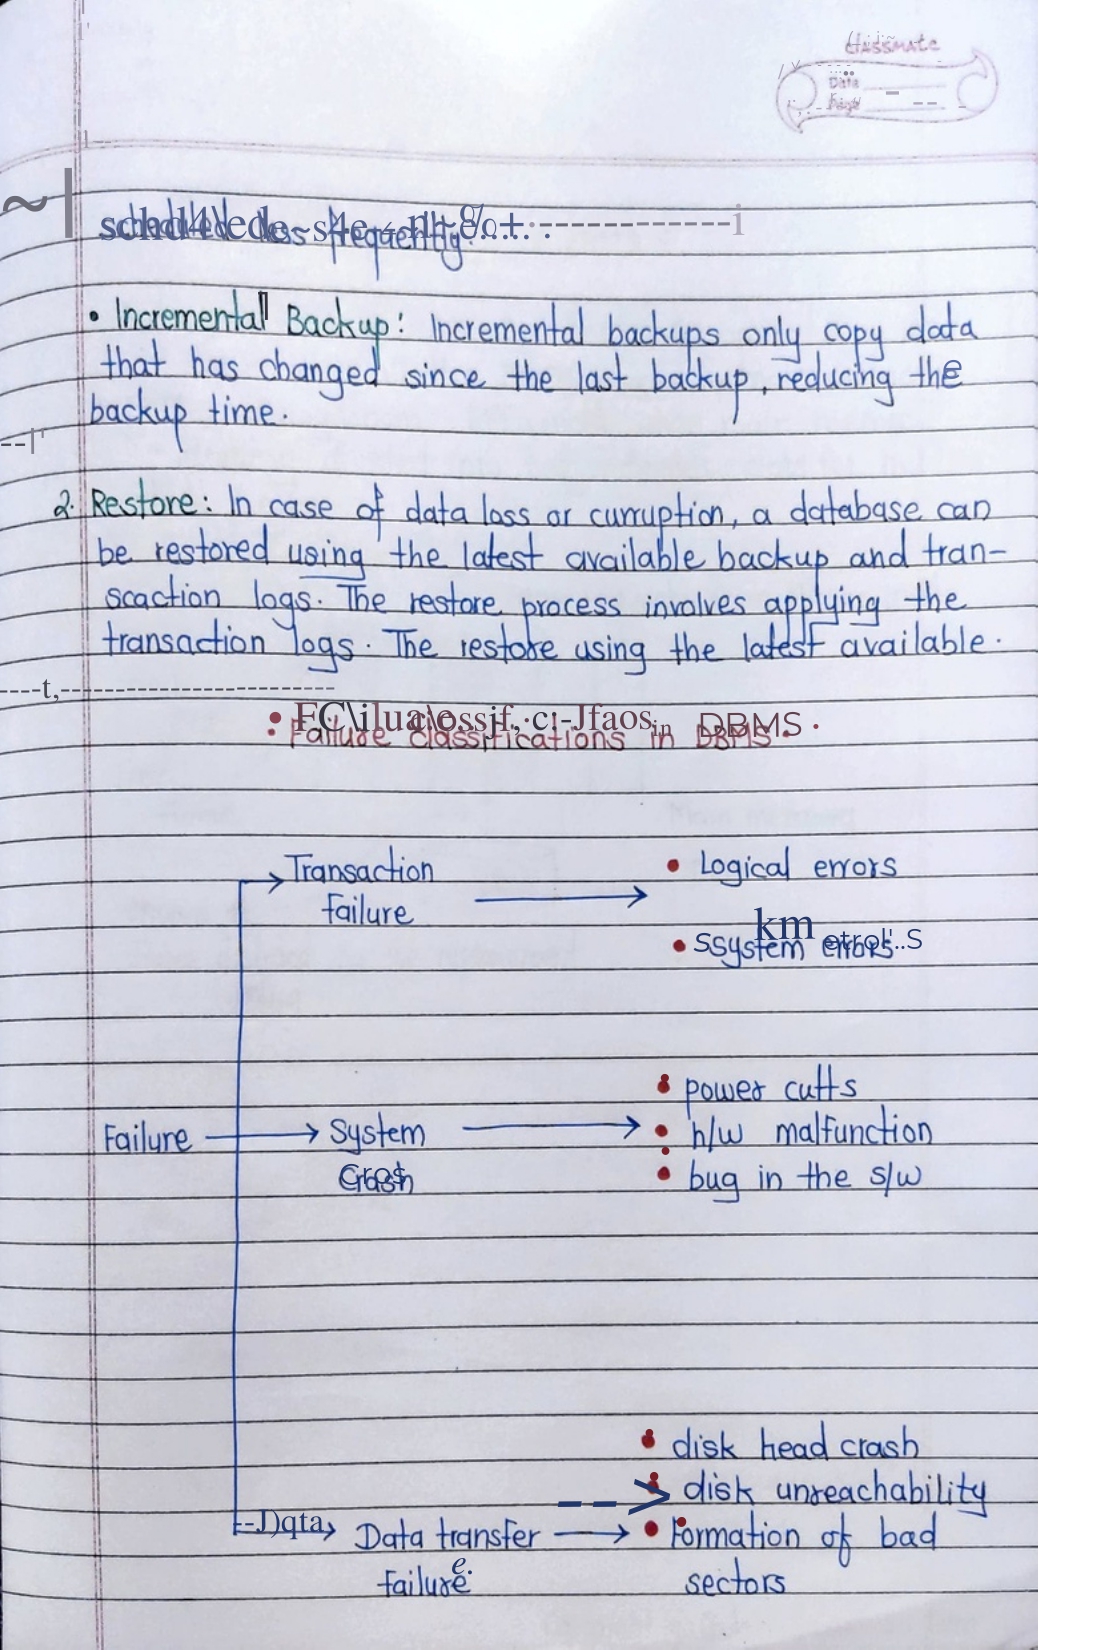 classmate
Date
Page
scheduled less frequently.
• Incremental Backup: Incremental backups only copy data
that has changed since the last backup, reducing the
backup time.
2. Restore: In case of data loss or curruption, a database can
be restored using the latest available backup and tran-
scaction logs. The restore process involves applying the
transaction logs. The restore using the latest available.
• Failure classifications in DBMS.
Transaction
failure
• Logical errors
• System errors
Failure
System
Crash
• power cutts
• h/w malfunction
• bug in the s/w
Data transfer
failure
• disk head crash
• disk unreachability
• Formation of bad
sectors